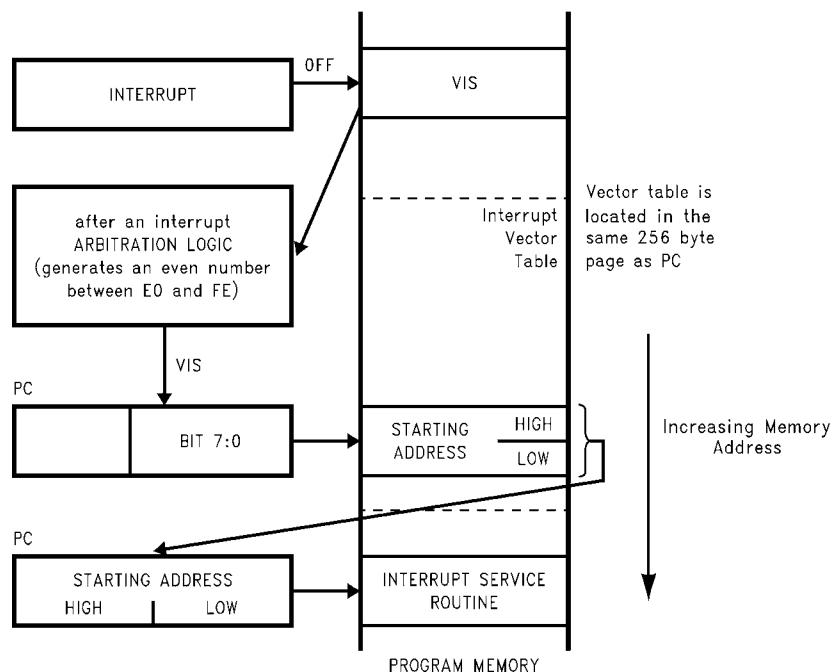 INTERRUPT
OFF
VIS
after an interrupt
ARBITRATION LOGIC
(generates an even number
between E0 and FE)
Interrupt
Vector
Table
Vector table is
located in the
same 256 byte
page as PC
VIS
PC
BIT 7:0
STARTING
ADDRESS
HIGH
LOW
Increasing Memory
Address
PC
STARTING ADDRESS
HIGH
LOW
INTERRUPT SERVICE
ROUTINE
PROGRAM MEMORY